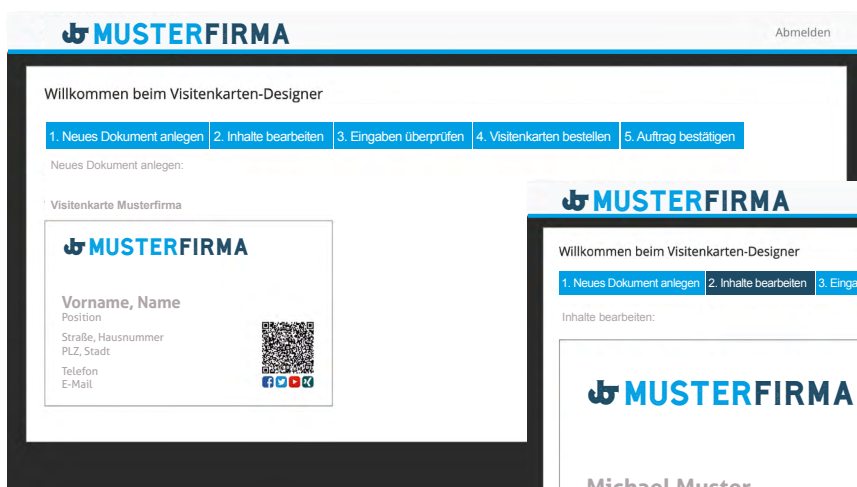 MUSTERFIRMA
Abmelden
Willkommen beim Visitenkarten-Designer
1. Neues Dokument anlegen 2. Inhalte bearbeiten 3. Eingaben überprüfen 4. Visitenkarten bestellen 5. Auftrag bestätigen
Neues Dokument anlegen:
Visitenkarte Musterfirma
MUSTERFIRMA
Vorname, Name
Position
Straße, Hausnummer
PLZ, Stadt
Telefon
E-Mail
MUSTERFIRMA
Willkommen beim Visitenkarten-Designer
1. Neues Dokument anlegen 2. Inhalte bearbeiten 3. Einga
Inhalte bearbeiten:
MUSTERFIRMA
Michael Muster